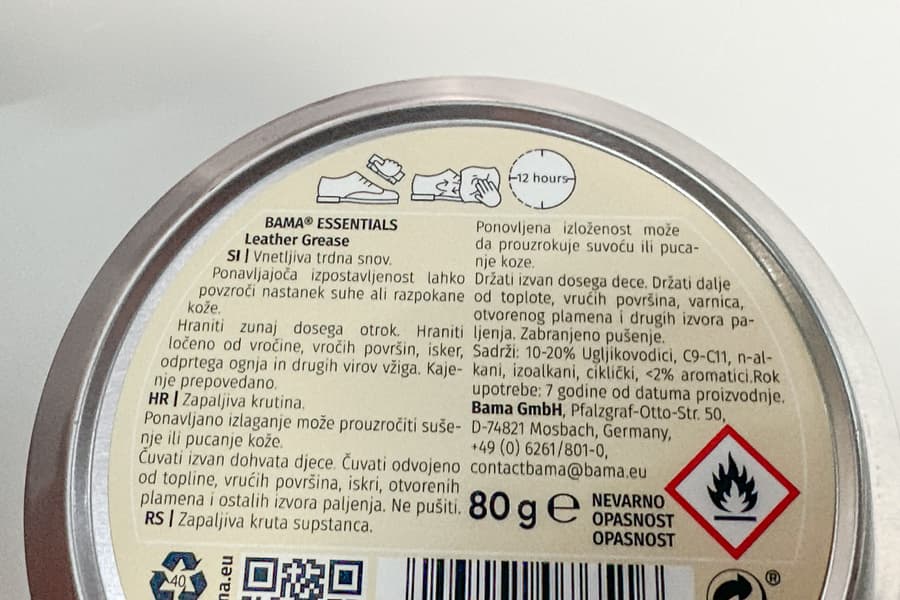 12 hours
BAMA® ESSENTIALS
Leather Grease
SI | Vnetljiva trdna snov.
Ponavljajoča izpostavljenost lahko
povzroči nastanek suhe ali razpokane
kože.
Hraniti zunaj dosega otrok. Hraniti
ločeno od vročine, vročih površin, isker,
odprtega ognja in drugih virov vžiga. Kaje-
nje prepovedano.
HR | Zapaljiva krutina.
Ponavljano izlaganje može prouzročiti suše-
nje ili pucanje kože.
Čuvati izvan dohvata djece. Čuvati odvojeno
od topline, vrućih površina, iskri, otvorenih
plamena i ostalih izvora paljenja. Ne pušiti.
RS | Zapaljiva kruta supstanca.
Ponovljena izloženost može
da prouzrokuje suvoću ili puca-
nje koze.
Držati izvan dosega dece. Držati dalje
od toplote, vrućih površina, varnica,
otvorenog plamena i drugih izvora pa-
ljenja. Zabranjeno pušenje.
Sadrži: 10-20% Ugljikovodici, C9-C11, n-al-
kani, izoalkani, ciklički, <2% aromatici.Rok
upotrebe: 7 godine od datuma proizvodnje.
Bama GmbH, Pfalzgraf-Otto-Str. 50,
D-74821 Mosbach, Germany,
+49 (0) 6261/801-0,
contactbama@bama.eu
80 g ℮
NEVARNO
OPASNOST
OPASNOST
40
na.eu
®